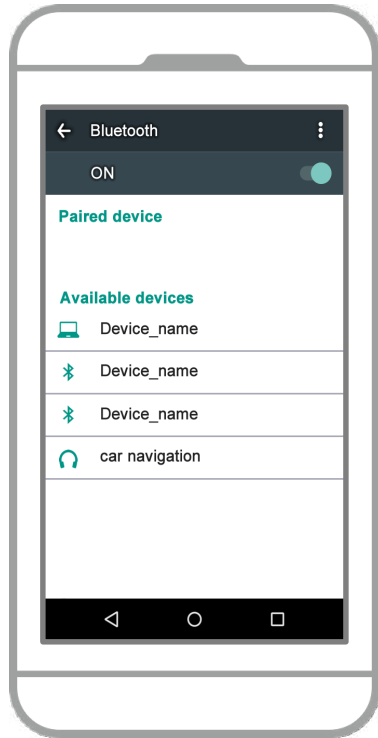 Bluetooth
ON
Paired device
Available devices
Device_name
Device_name
Device_name
car navigation